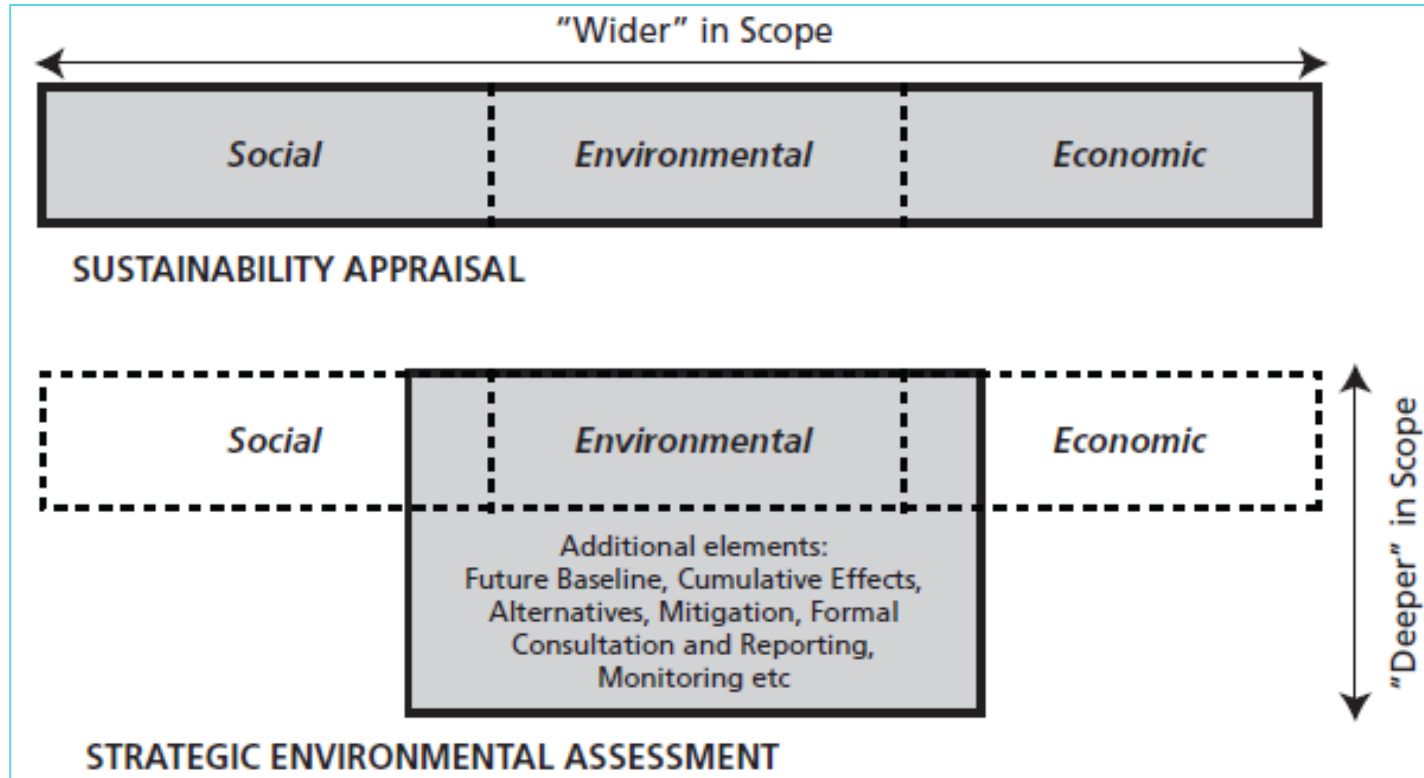 "Wider" in Scope
Social
Environmental
Economic
SUSTAINABILITY APPRAISAL
Social
Environmental
Economic
"Deeper" in Scope
Additional elements:
Future Baseline, Cumulative Effects,
Alternatives, Mitigation, Formal
Consultation and Reporting,
Monitoring etc
STRATEGIC ENVIRONMENTAL ASSESSMENT